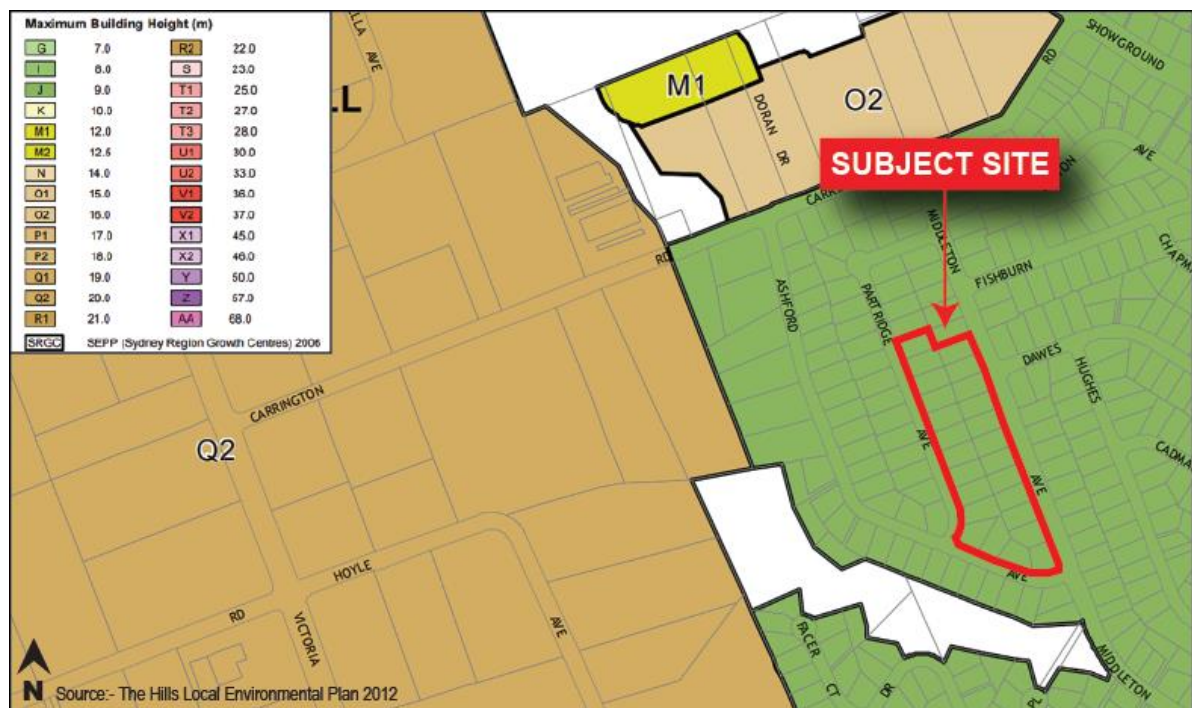 Maximum Building Height (m)
G 7.0 R2 22.0
I 8.0 S 23.0
J 9.0 T1 25.0
K 10.0 T2 27.0
M1 12.0 T3 28.0
M2 12.5 U1 30.0
N 14.0 U2 33.0
O1 15.0 V1 36.0
O2 16.0 V2 37.0
P1 17.0 X1 45.0
P2 18.0 X2 46.0
Q1 19.0 Y 50.0
Q2 20.0 Z 57.0
R1 21.0 AA 68.0
SRGC SEPP (Sydney Region Growth Centres) 2006
AVE
M1
O2
DORAN DR
RD
SHOWGROUND
AVE
SUBJECT SITE
MIDDLETON
FISHBURN
ASHFORD
PARTRIDGE
DAWES
HUGHES
RD
CARRINGTON
Q2
AVE
AVE
AVE
HOYLE
RD
VICTORIA
AVE
FACER
CT
DR
PL
MIDDLETON
N Source:- The Hills Local Environmental Plan 2012